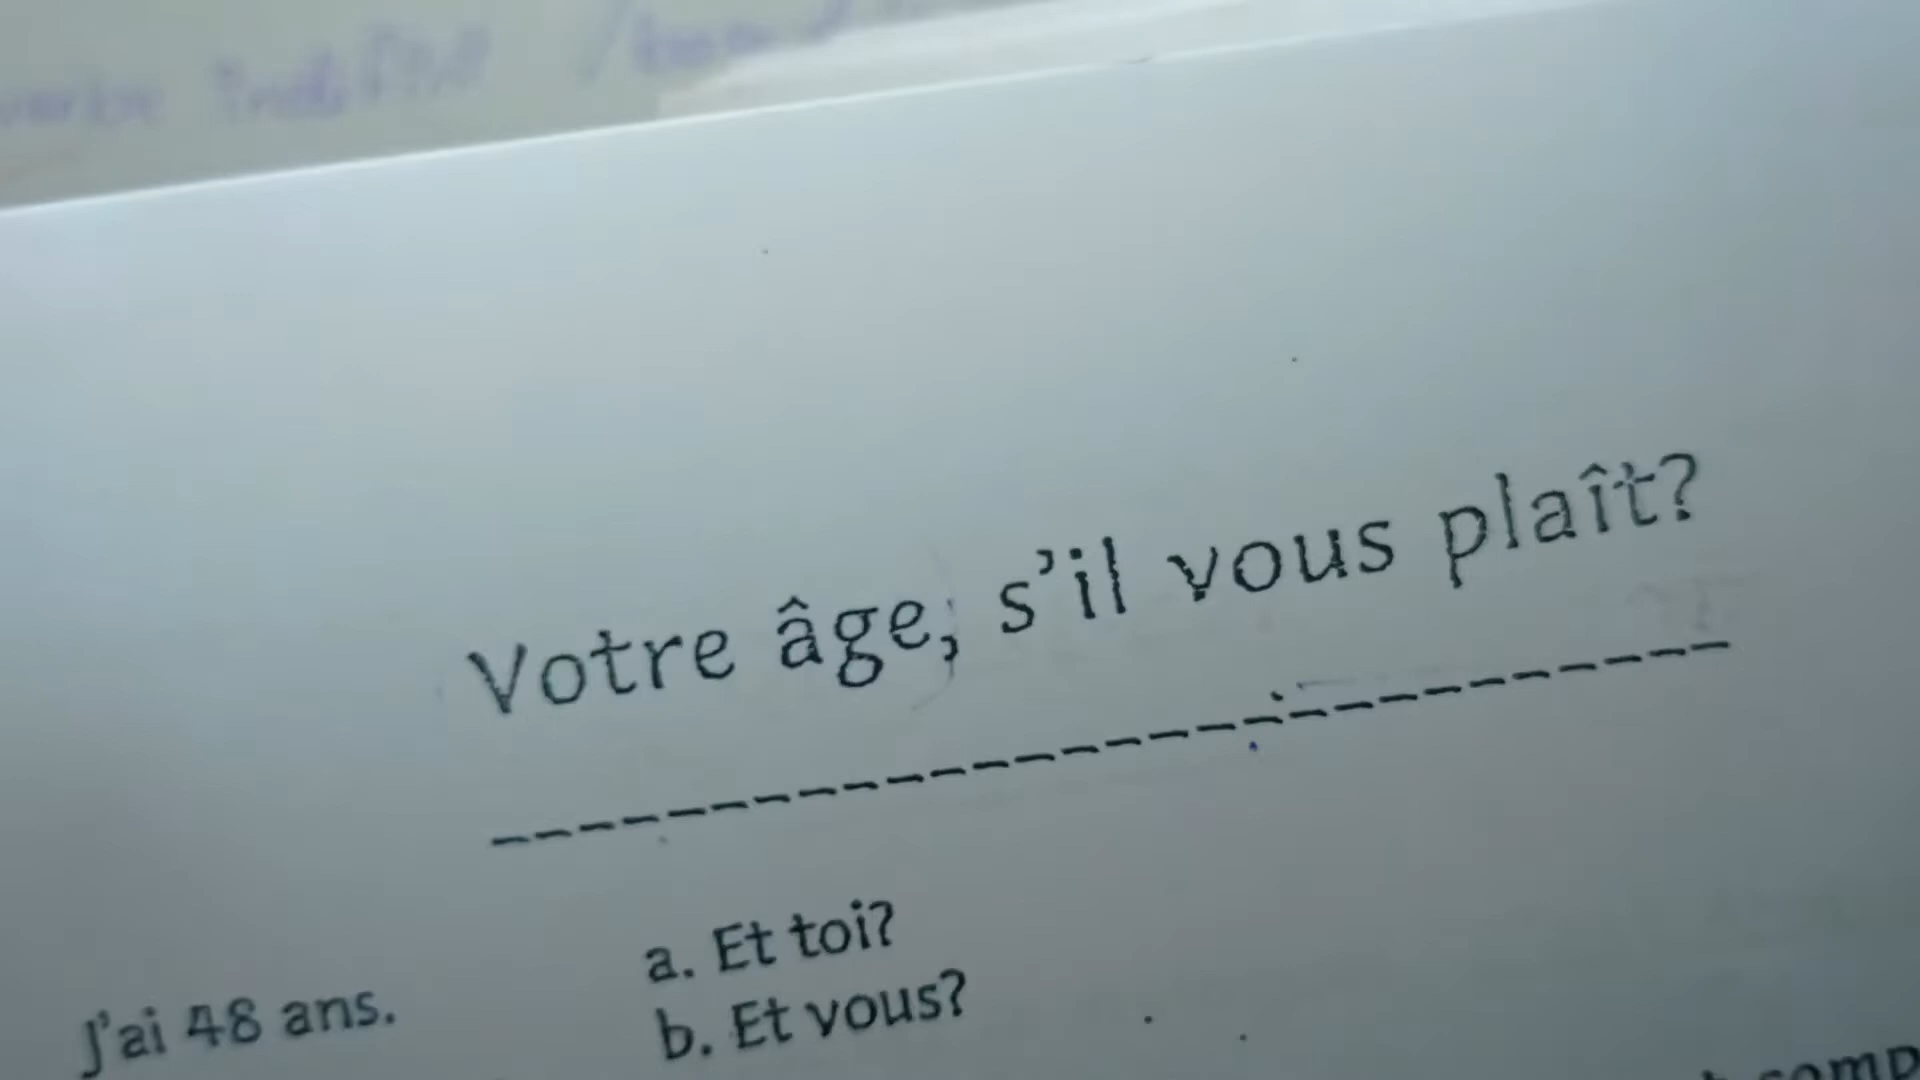 Votre âge, s'il vous plaît?
a. Et toi?
J'ai 48 ans.
b. Et vous?